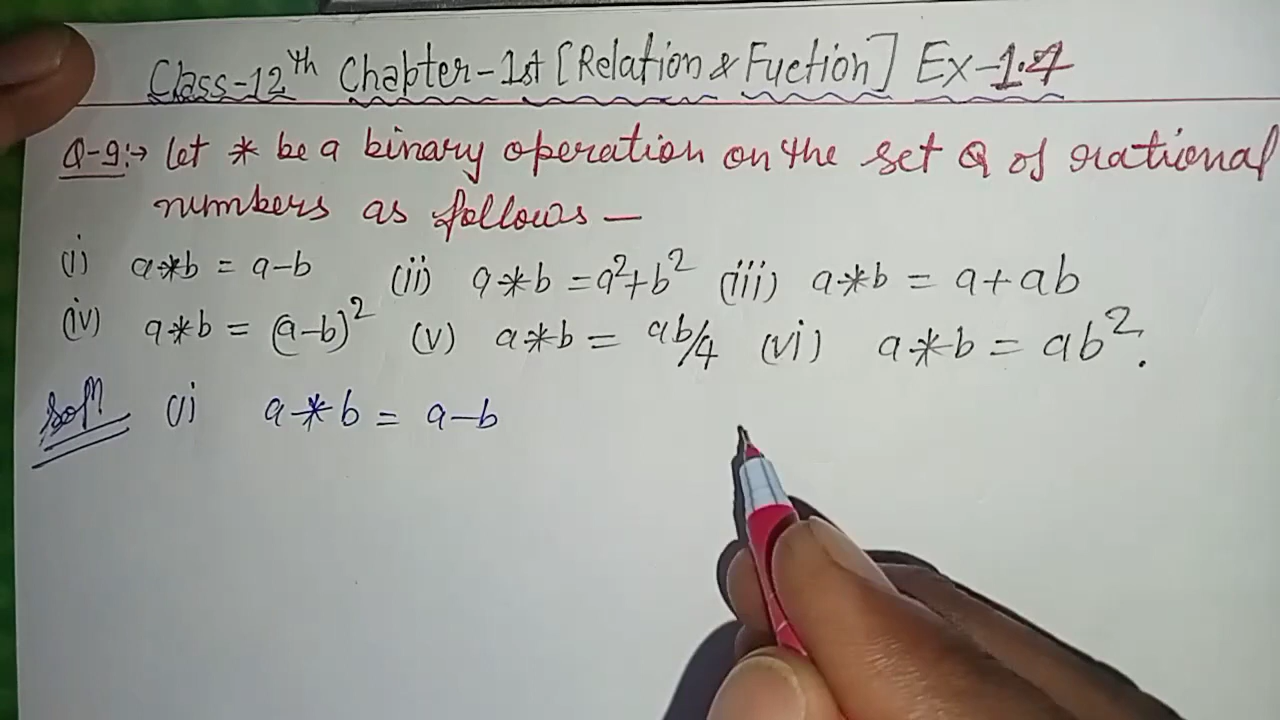 Class-12th Chapter-1st [Relation & Fuction] Ex-1.4
Q-9:→ Let * be a binary operation on the set Q of rational
numbers as follows —
(i) a*b = a-b (ii) a*b = a²+b² (iii) a*b = a+ab
(iv) a*b = (a-b)² (v) a*b = ab/4 (vi) a*b = ab².
Solⁿ (i) a*b = a-b